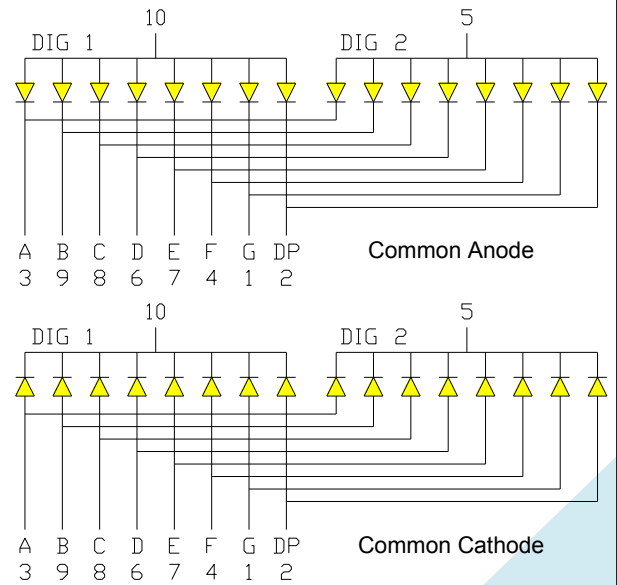 10 5
DIG 1 DIG 2
A B C D E F G DP Common Anode
3 9 8 6 7 4 1 2
10 5
DIG 1 DIG 2
A B C D E F G DP Common Cathode
3 9 8 6 7 4 1 2